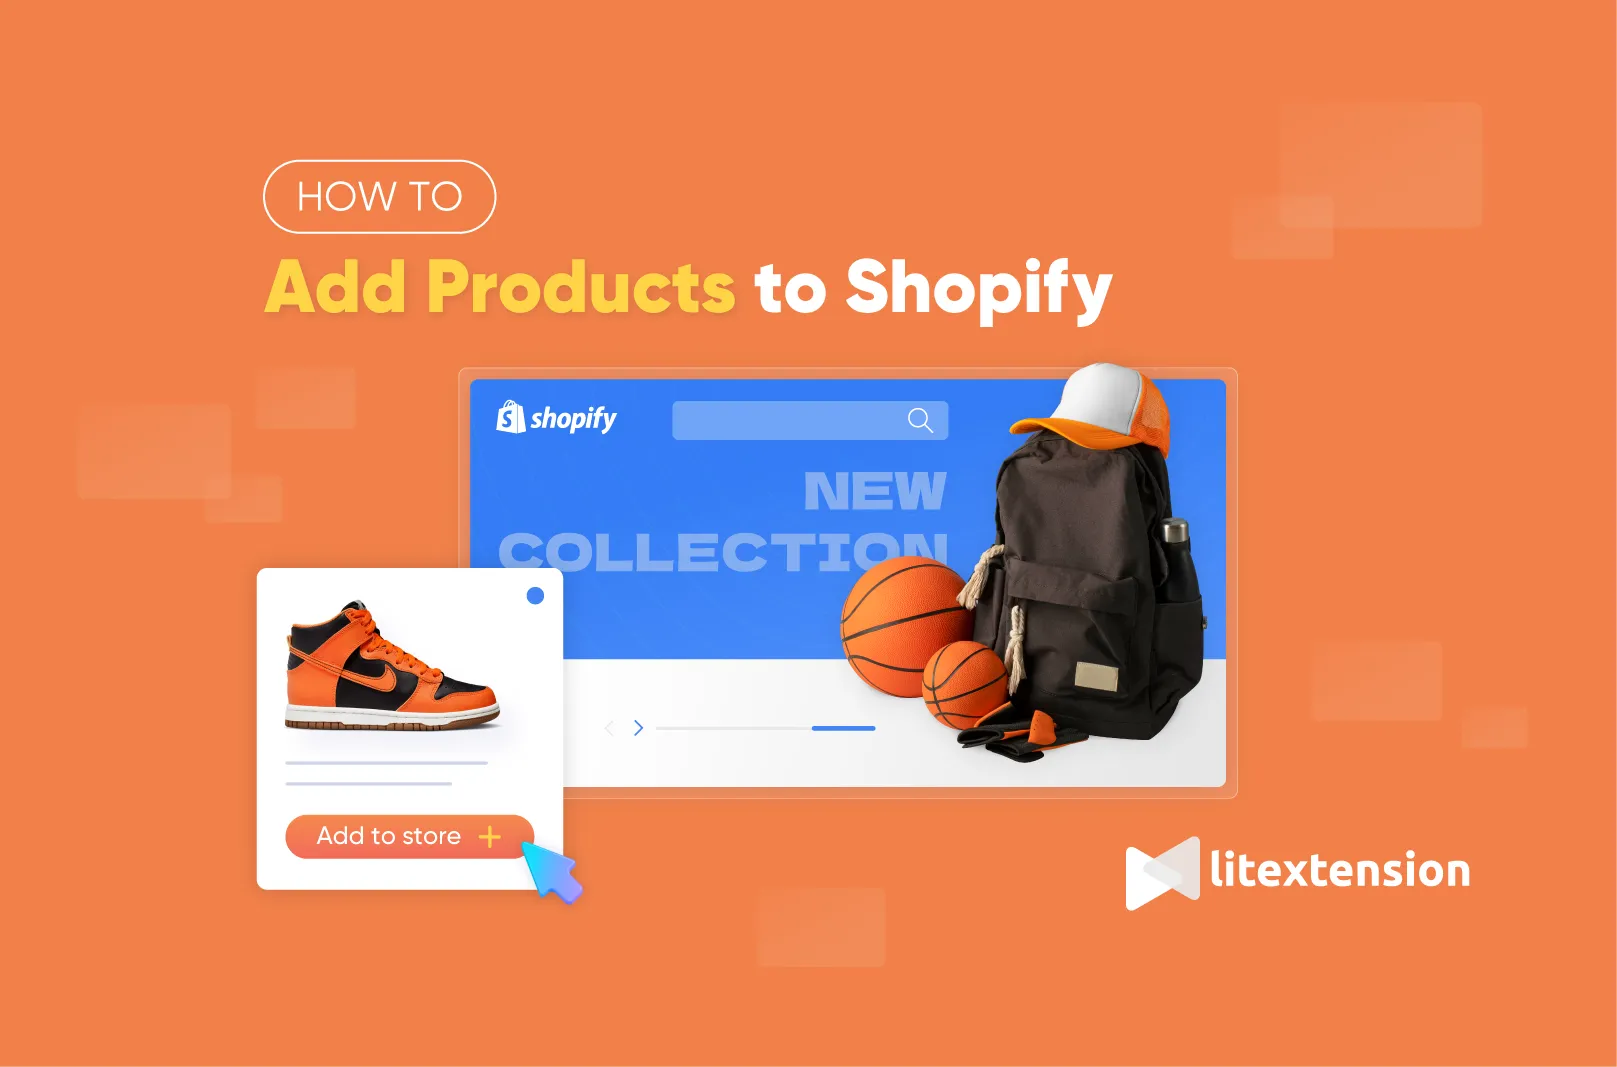 HOW TO
Add Products to Shopify
shopify
NEW
COLLECTION
Add to store +
litextension